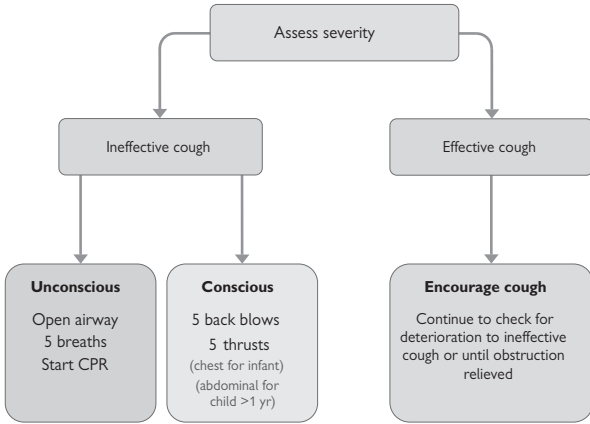 Assess severity
Ineffective cough
Effective cough
Unconscious
Open airway
5 breaths
Start CPR
Conscious
5 back blows
5 thrusts
(chest for infant)
(abdominal for
child >1 yr)
Encourage cough
Continue to check for
deterioration to ineffective
cough or until obstruction
relieved